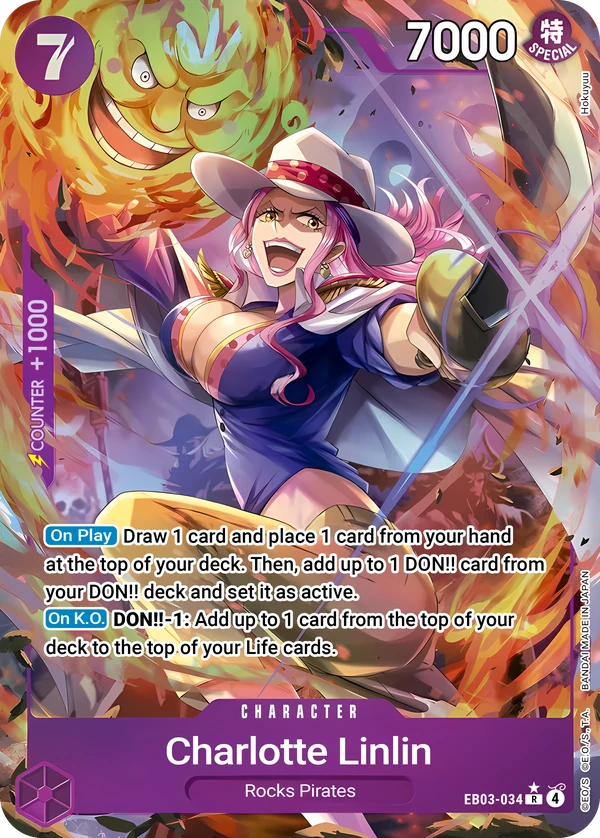 7
7000
特
SPECIAL
Hokuyuu
COUNTER +1000
On Play Draw 1 card and place 1 card from your hand
at the top of your deck. Then, add up to 1 DON!! card from
your DON!! deck and set it as active.
On K.O. DON!!-1: Add up to 1 card from the top of your
deck to the top of your Life cards.
CHARACTER
Charlotte Linlin
Rocks Pirates
EB03-034 R 4
©E.O/S ©E.O./S., T.A. BANDAI MADE IN JAPAN